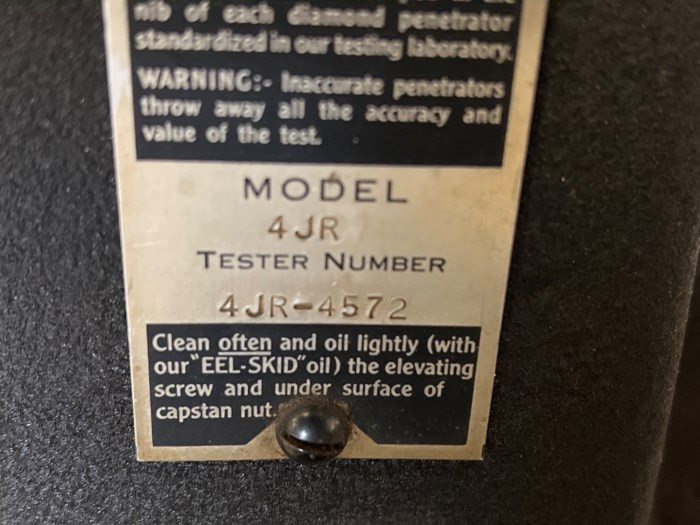 nib of each diamond penetrator
standardized in our testing laboratory.
WARNING:- Inaccurate penetrators
throw away all the accuracy and
value of the test.
MODEL
4JR
TESTER NUMBER
4JR-4572
Clean often and oil lightly (with
our "EEL-SKID" oil) the elevating
screw and under surface of
capstan nut.